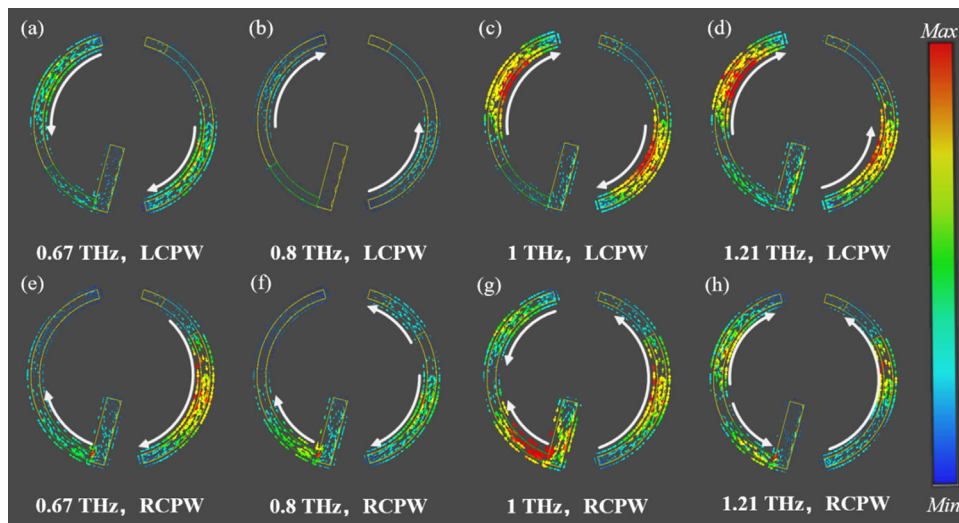 (a) (b) (c) (d) Max
0.67 THz, LCPW 0.8 THz, LCPW 1 THz, LCPW 1.21 THz, LCPW
(e) (f) (g) (h)
0.67 THz, RCPW 0.8 THz, RCPW 1 THz, RCPW 1.21 THz, RCPW Min